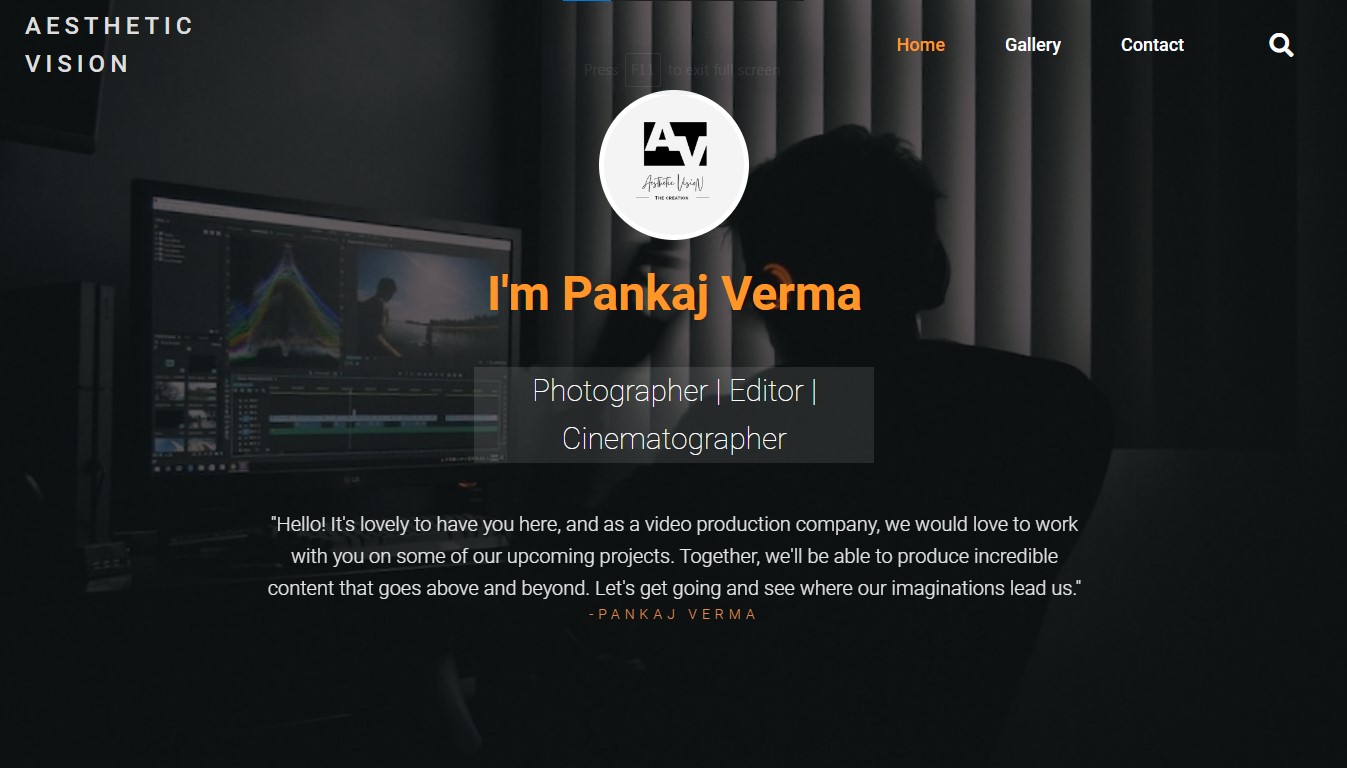 AESTHETIC
VISION
Home
Gallery
Contact
Press F11 to exit full screen
AV
Aesthetic VisioN
THE CREATION
I'm Pankaj Verma
Photographer | Editor |
Cinematographer
"Hello! It's lovely to have you here, and as a video production company, we would love to work
with you on some of our upcoming projects. Together, we'll be able to produce incredible
content that goes above and beyond. Let's get going and see where our imaginations lead us."
-PANKAJ VERMA
LG